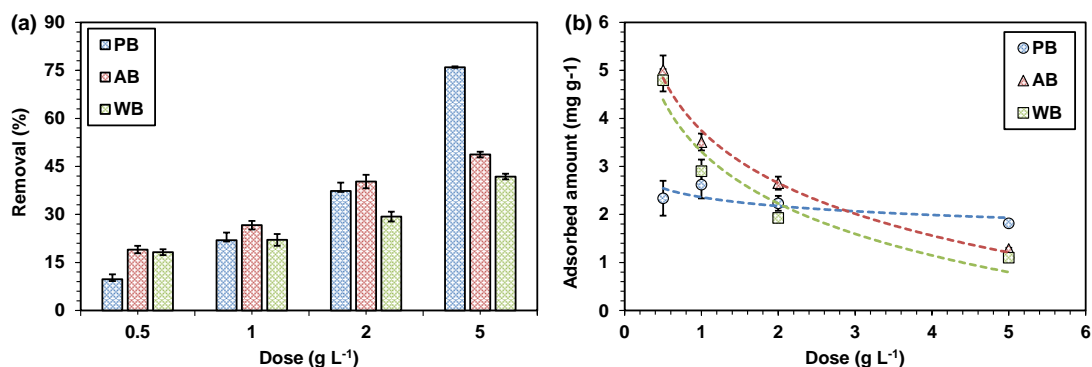 (a)
90
75
60
45
30
15
0
Removal (%)
PB
AB
WB
0.5 1 2 5
Dose (g L-1)
(b)
6
5
4
3
2
1
0
Adsorbed amount (mg g-1)
PB
AB
WB
0 1 2 3 4 5 6
Dose (g L-1)